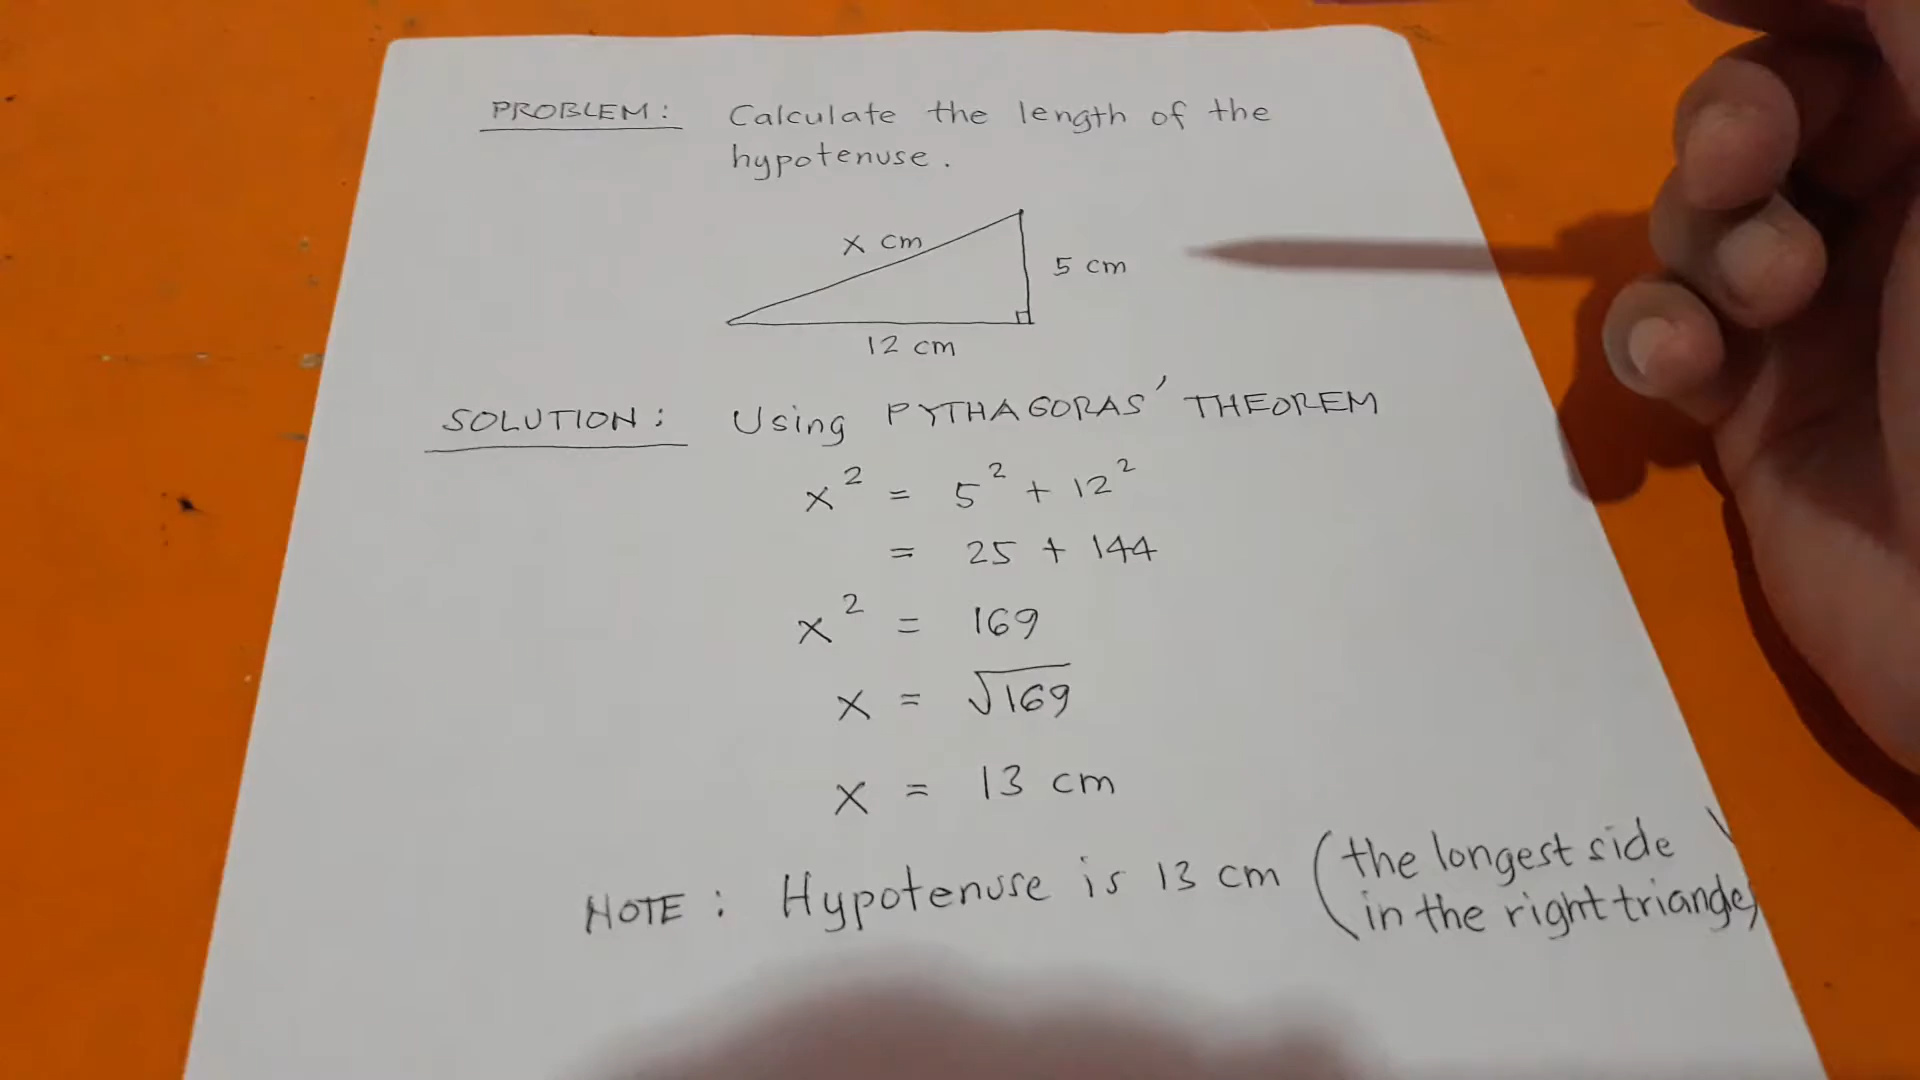 PROBLEM: Calculate the length of the
hypotenuse.
x cm
5 cm
12 cm
SOLUTION: Using PYTHAGORAS' THEOREM
x² = 5² + 12²
= 25 + 144
x² = 169
x = √169
x = 13 cm
NOTE: Hypotenuse is 13 cm (the longest side
in the right triangle)